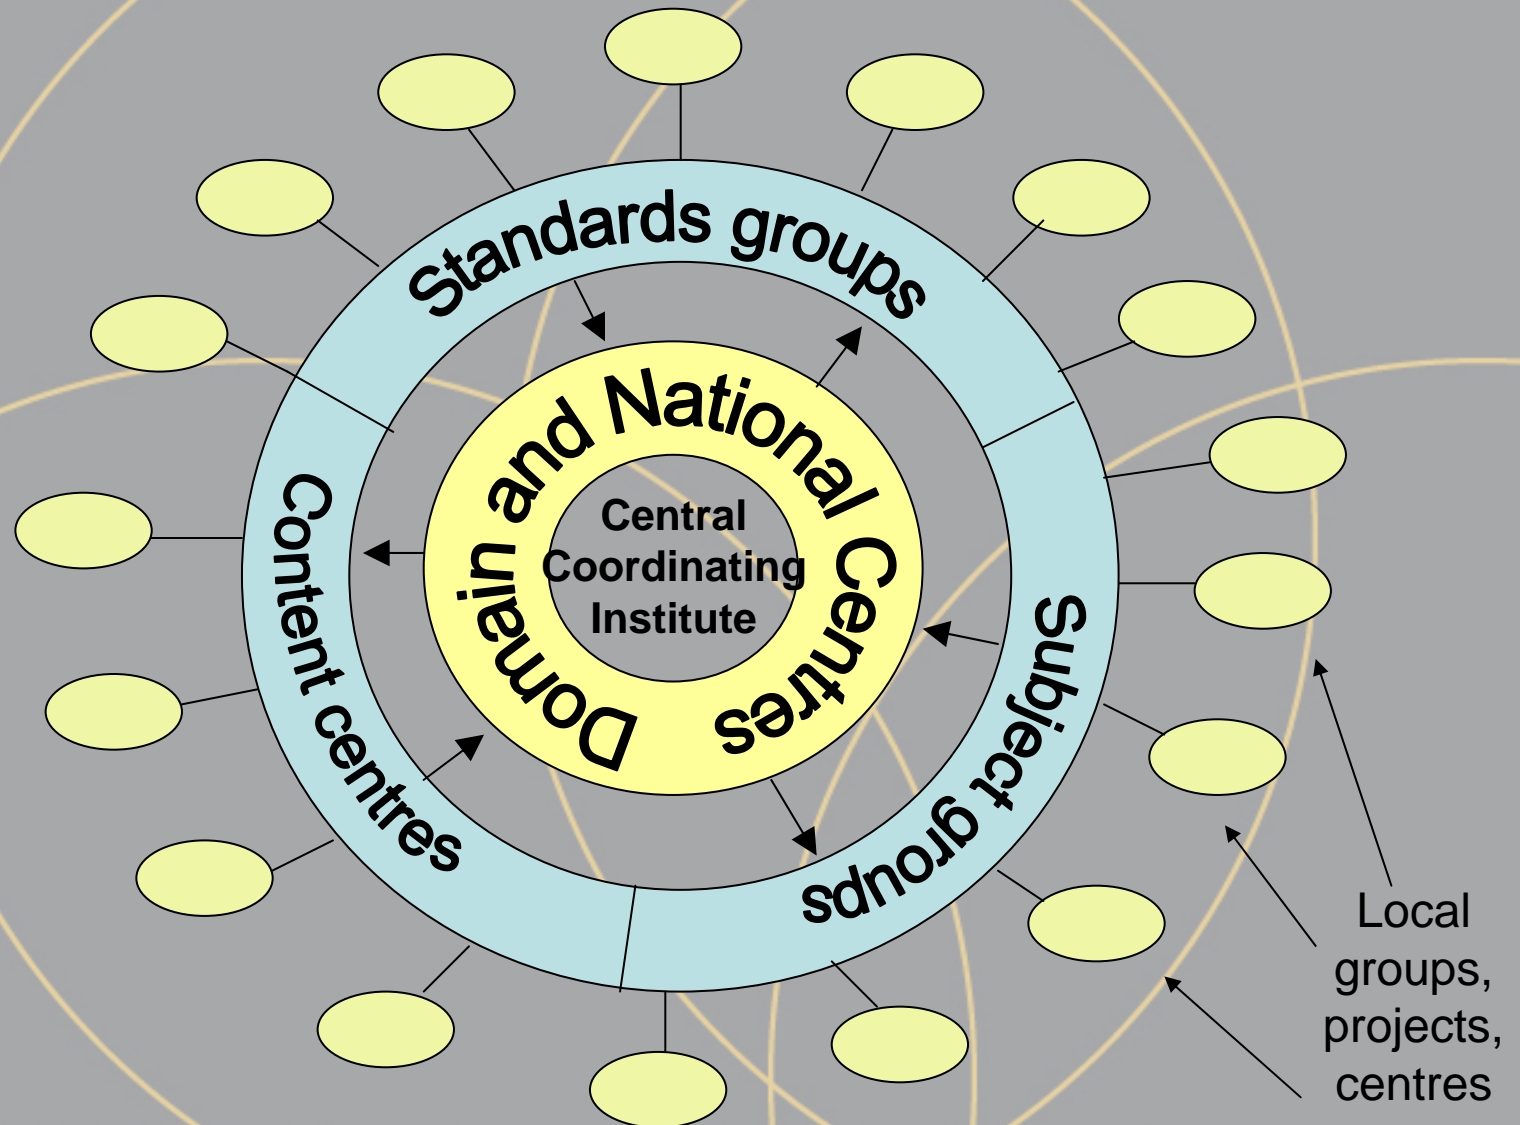 Standards groups
Domain and National Centres
Central
Coordinating
Institute
Content centres
Subject groups
Local
groups,
projects,
centres